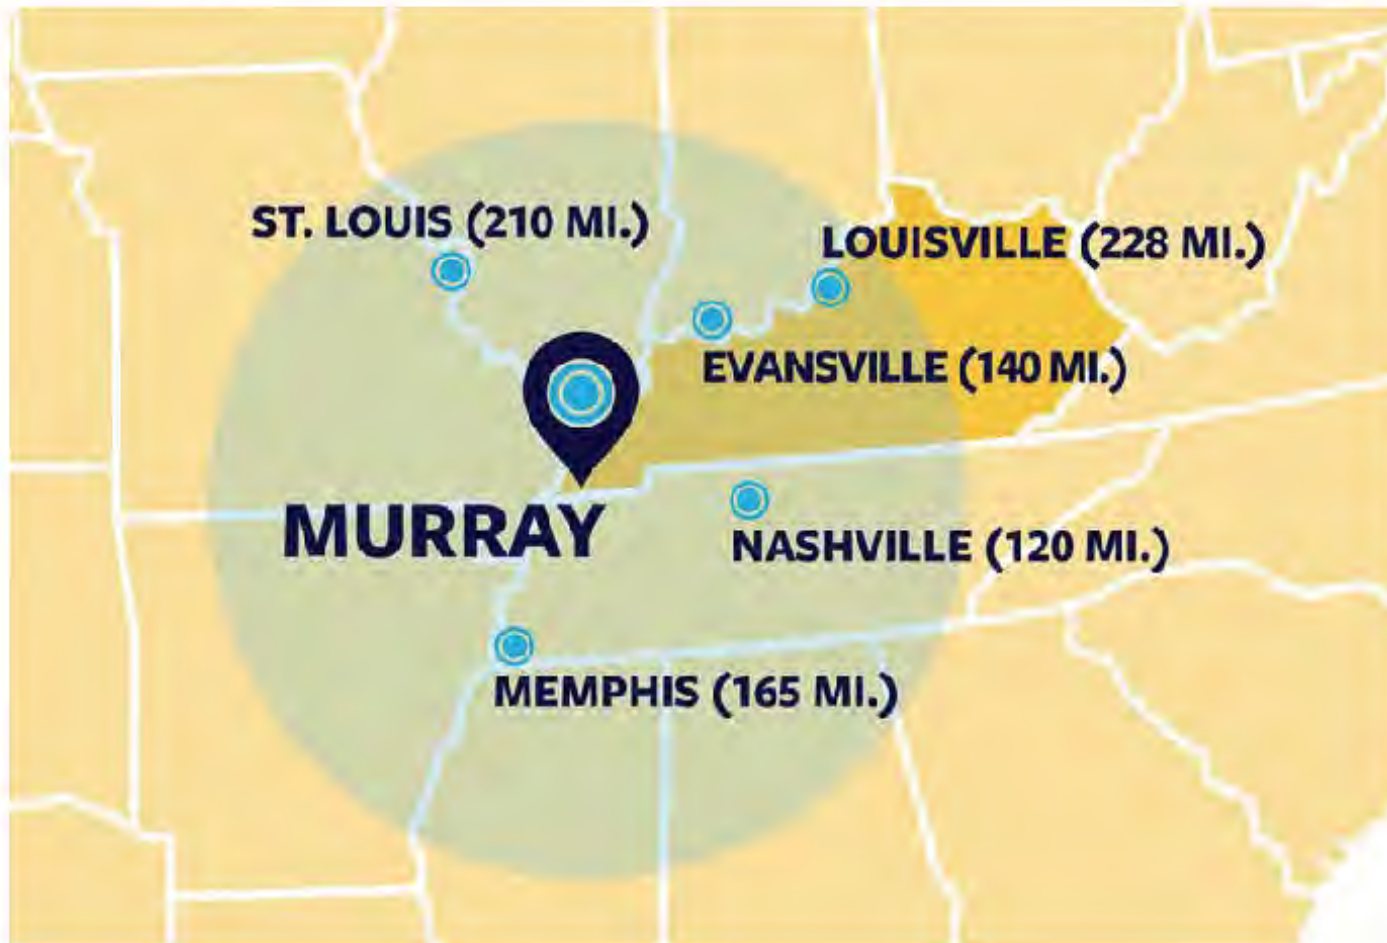 ST. LOUIS (210 MI.)
LOUISVILLE (228 MI.)
EVANSVILLE (140 MI.)
MURRAY
NASHVILLE (120 MI.)
MEMPHIS (165 MI.)